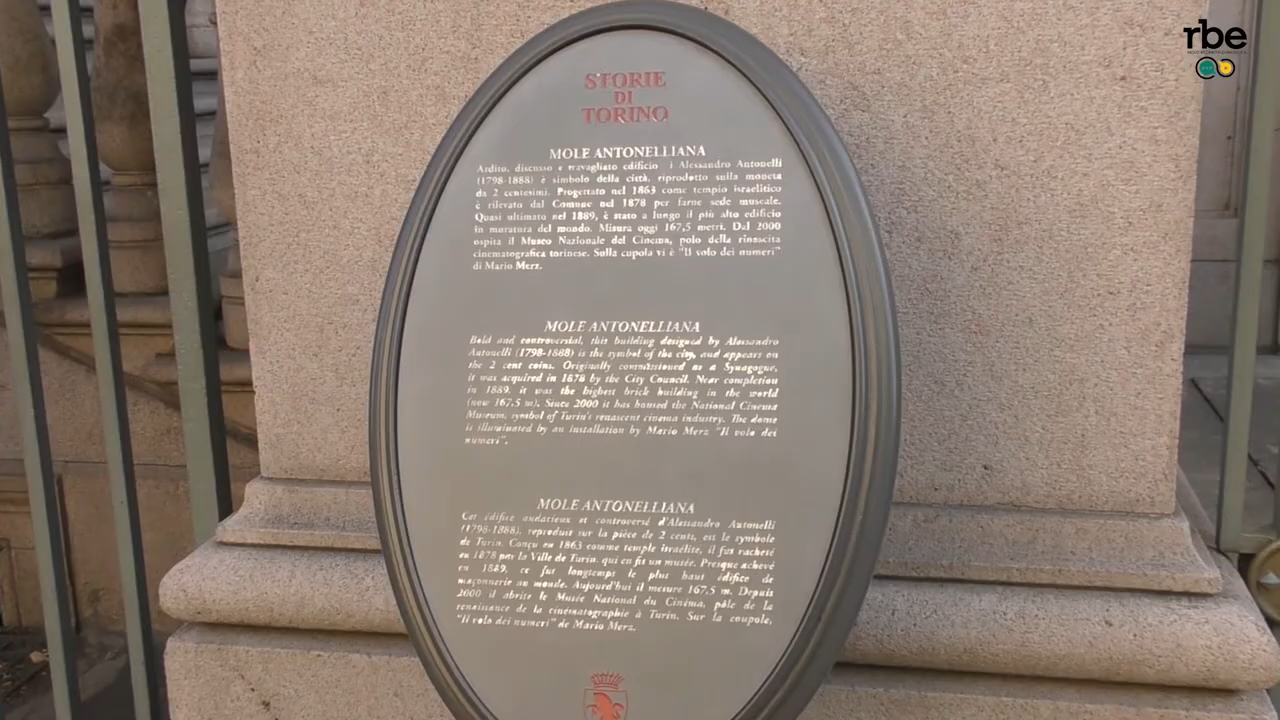 rbe
STORIE
DI
TORINO
MOLE ANTONELLIANA
Ardito, discusso e travagliato edificio i Alessandro Antonelli
(1798-1888) è simbolo della città, riprodotto sulla moneta
da 2 centesimi. Progettato nel 1863 come tempio israelitico
è rilevato dal Comune nel 1878 per farne sede museale.
Quasi ultimato nel 1889, è stato a lungo il più alto edificio
in muratura del mondo. Misura oggi 167,5 metri. Dal 2000
ospita il Museo Nazionale del Cinema, polo della rinascita
cinematografica torinese. Sulla cupola vi è "Il volo dei numeri"
di Mario Merz.
MOLE ANTONELLIANA
Bold and controversial, this building designed by Alessandro
Antonelli (1798-1888) is the symbol of the city, and appears on
the 2 cent coins. Originally commissioned as a Synagogue,
it was acquired in 1878 by the City Council. Near completion
in 1889, it was the highest brick building in the world
(now 167,5 m). Since 2000 it has housed the National Cinema
Museum, symbol of Turin's renascent cinema industry. The dome
is illuminated by an installation by Mario Merz "Il volo dei
numeri".
MOLE ANTONELLIANA
Cet édifice audatieux et controversé d'Alessandro Antonelli
(1798-1888), reproduit sur la pièce de 2 cents, est le symbole
de Turin. Conçu en 1863 comme temple israélite, il fut racheté
en 1878 par la Ville de Turin, qui en fit un musée. Presque achevé
en 1889, ce fut longtemps le plus haut édifice de
maçonnerie au monde. Aujourd'hui il mesure 167,5 m. Depuis
2000 il abrite le Musée National du Cinéma, pôle de la
renaissance de la cinématographie à Turin. Sur la coupole,
"Il volo dei numeri" de Mario Merz.